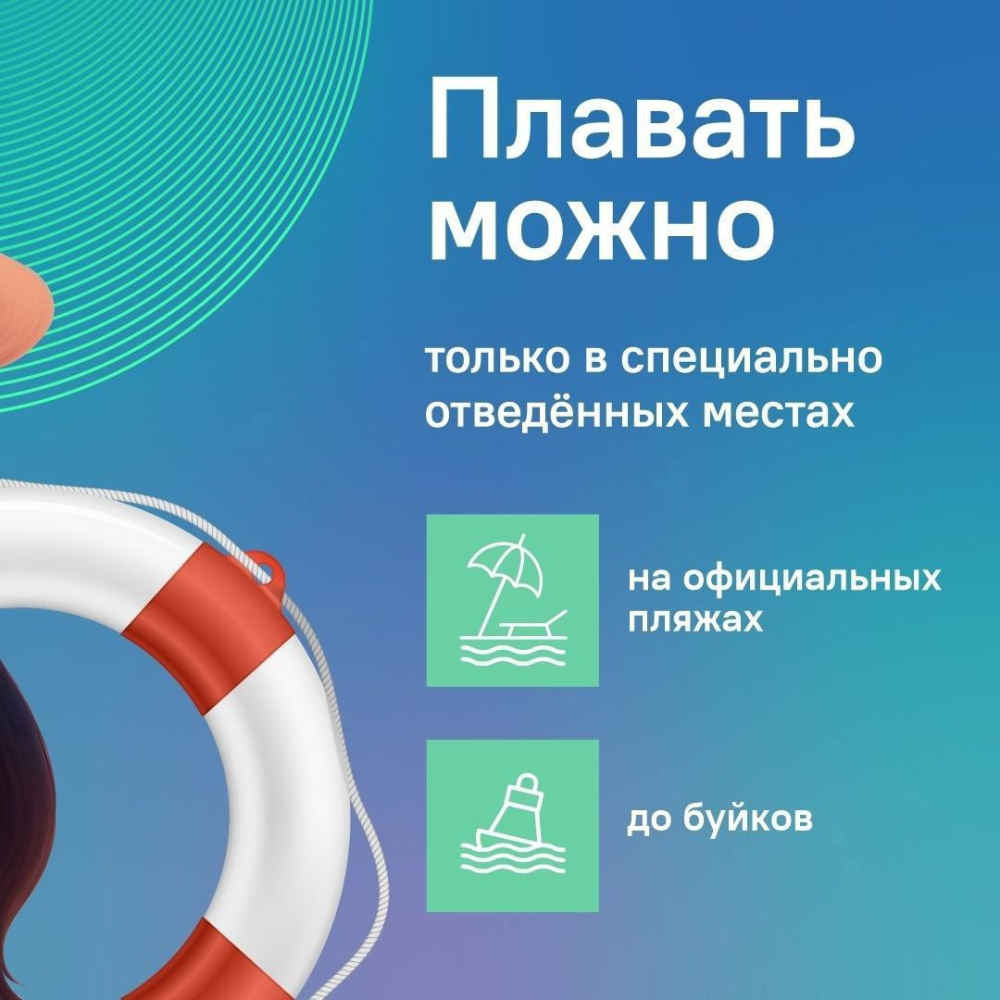 Плавать
можно
только в специально
отведённых местах
на официальных
пляжах
до буйков